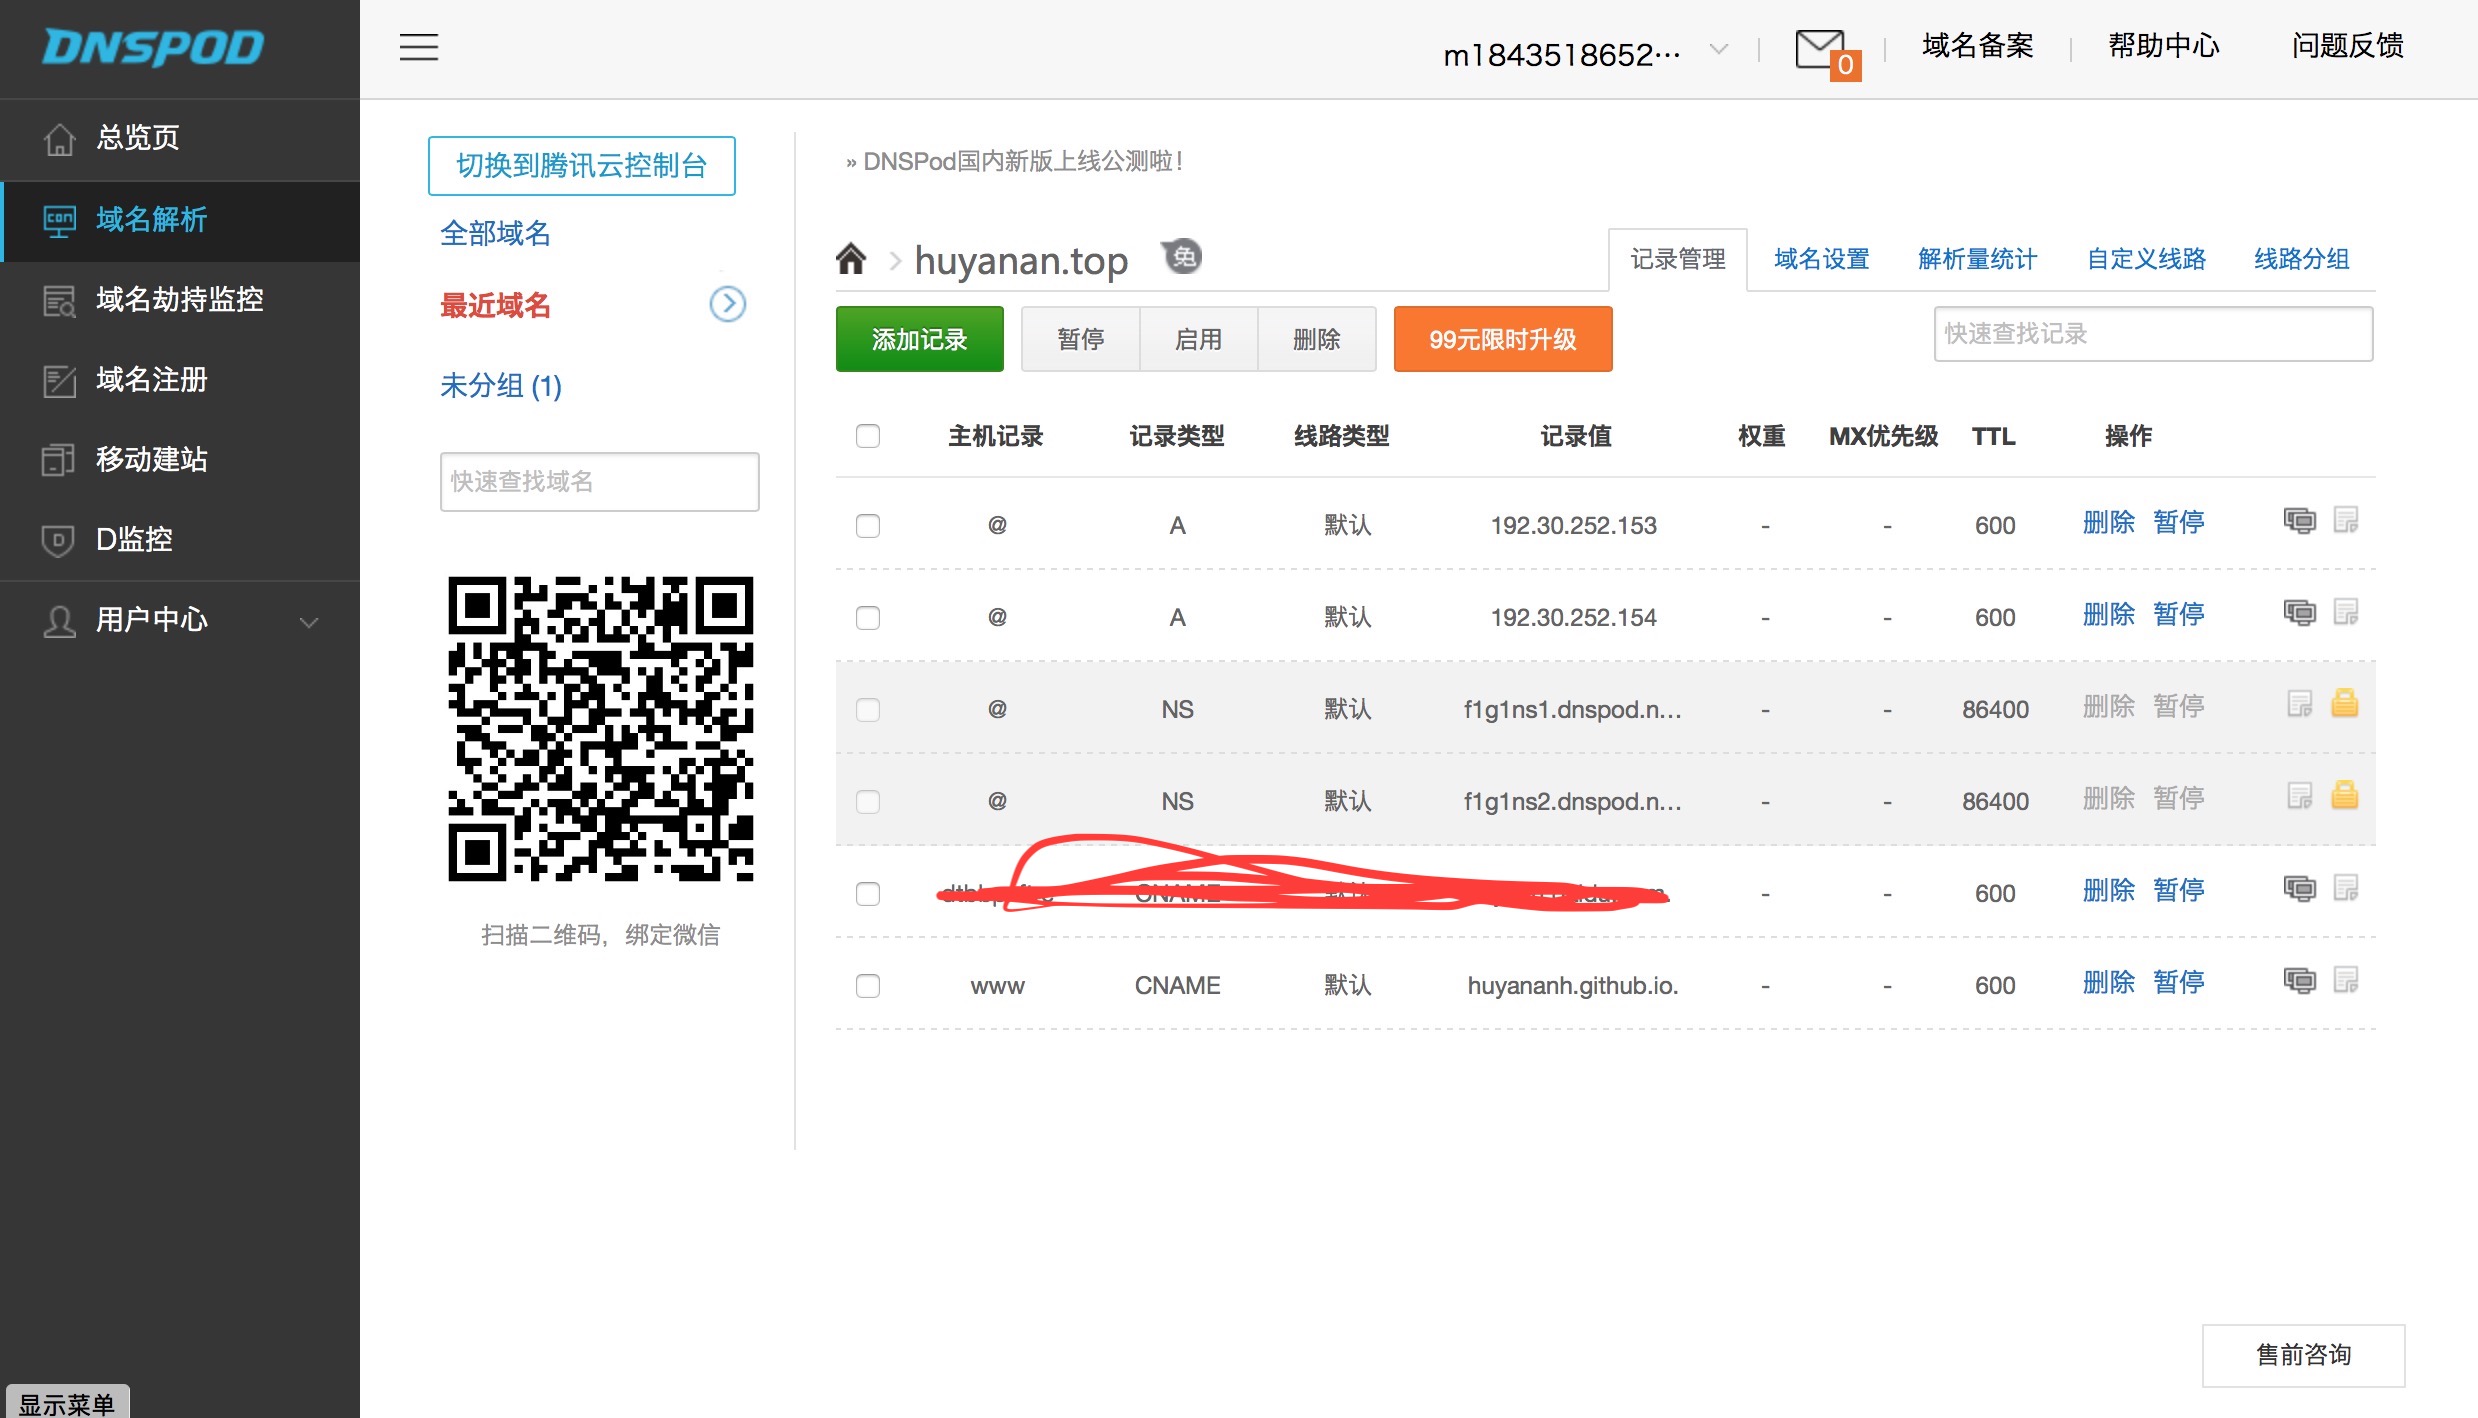 DNSPOD
m1843518652…
0
域名备案
帮助中心
问题反馈
总览页
域名解析
域名劫持监控
域名注册
移动建站
D监控
用户中心
显示菜单
切换到腾讯云控制台
全部域名
最近域名
未分组 (1)
快速查找域名
扫描二维码，绑定微信
» DNSPod国内新版上线公测啦！
huyanan.top
免
记录管理 域名设置 解析量统计 自定义线路 线路分组
添加记录 暂停 启用 删除 99元限时升级 快速查找记录
主机记录 记录类型 线路类型 记录值 权重 MX优先级 TTL 操作
@ A 默认 192.30.252.153 - - 600 删除 暂停
@ A 默认 192.30.252.154 - - 600 删除 暂停
@ NS 默认 f1g1ns1.dnspod.n... - - 86400 删除 暂停
@ NS 默认 f1g1ns2.dnspod.n... - - 86400 删除 暂停
CNAME 默认 - - 600 删除 暂停
www CNAME 默认 huyananh.github.io. - - 600 删除 暂停
售前咨询